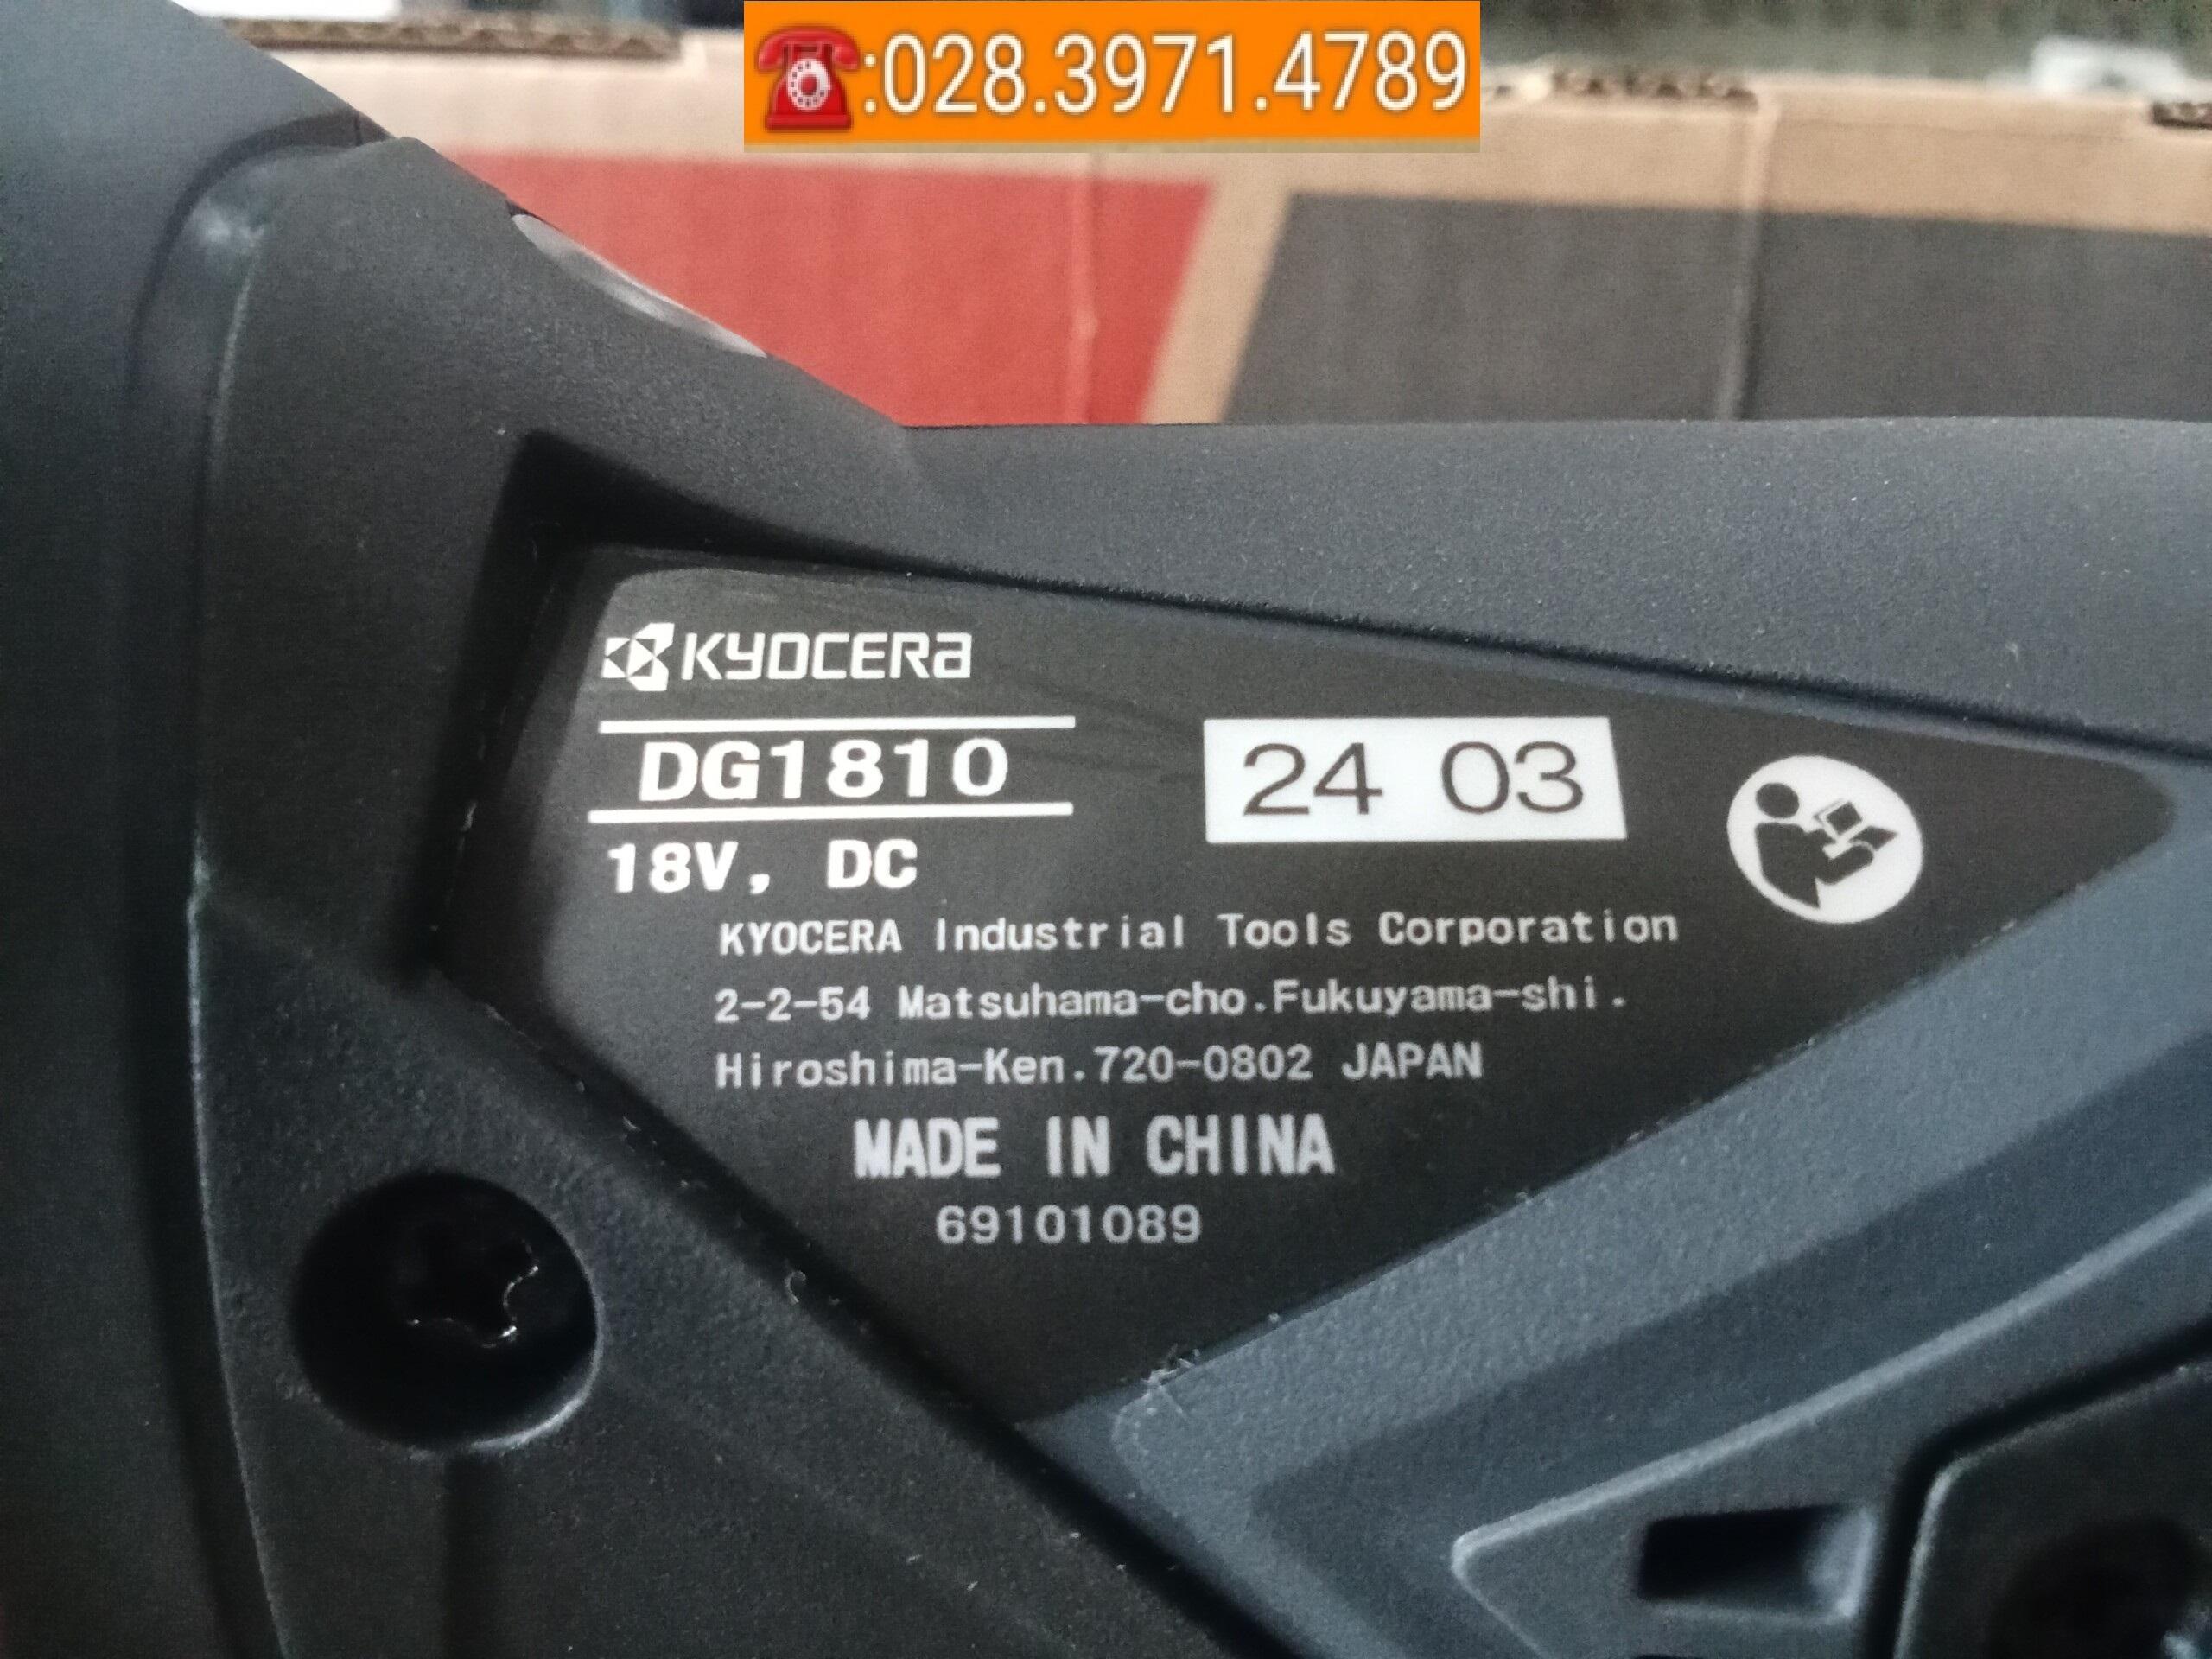 :028.3971.4789
KYOCERA
DG1810
24 03
18V, DC
KYOCERA Industrial Tools Corporation
2-2-54 Matsuhama-cho.Fukuyama-shi.
Hiroshima-Ken.720-0802 JAPAN
MADE IN CHINA
69101089